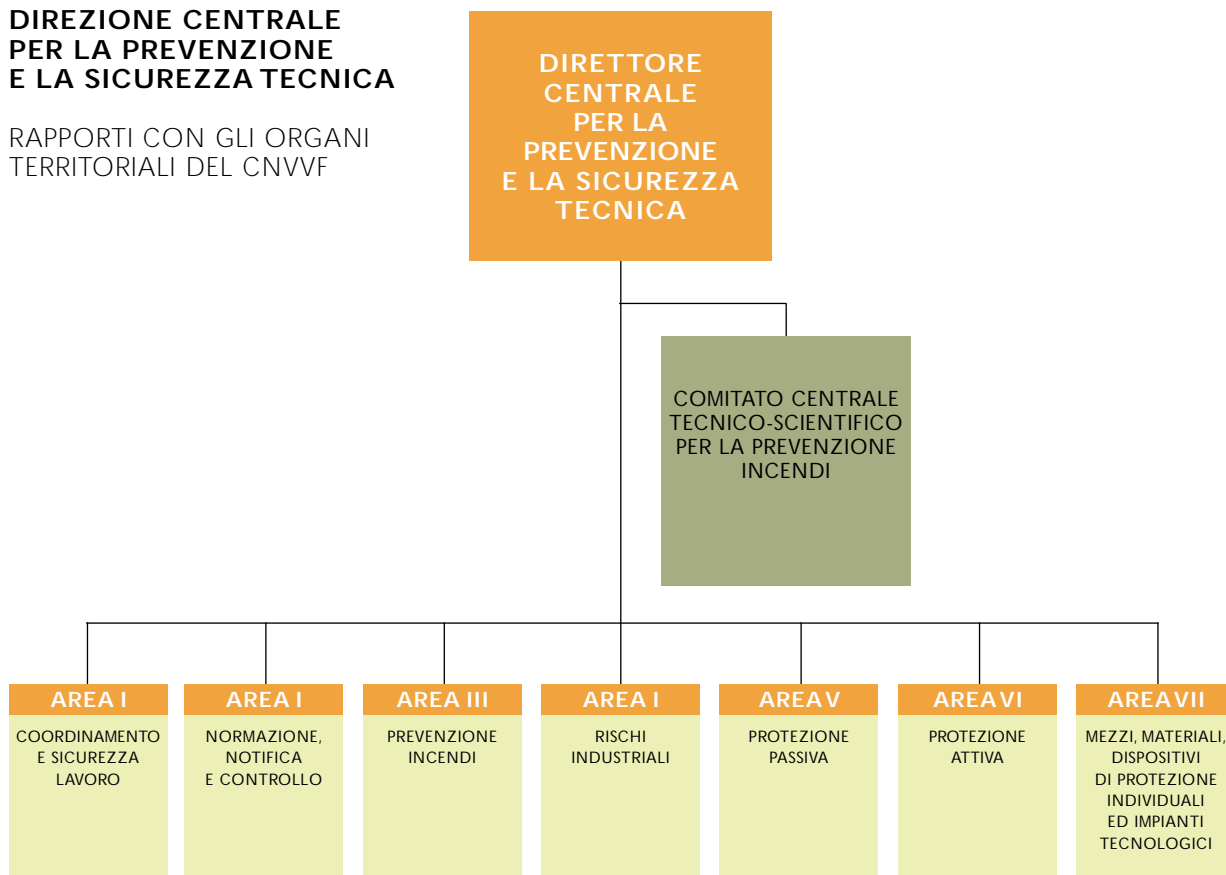 DIREZIONE CENTRALE
PER LA PREVENZIONE
E LA SICUREZZA TECNICA
RAPPORTI CON GLI ORGANI
TERRITORIALI DEL CNVVF
DIRETTORE
CENTRALE
PER LA
PREVENZIONE
E LA SICUREZZA
TECNICA
COMITATO CENTRALE
TECNICO-SCIENTIFICO
PER LA PREVENZIONE
INCENDI
AREA I
COORDINAMENTO
E SICUREZZA
LAVORO
AREA I
NORMAZIONE,
NOTIFICA
E CONTROLLO
AREA III
PREVENZIONE
INCENDI
AREA I
RISCHI
INDUSTRIALI
AREA V
PROTEZIONE
PASSIVA
AREA VI
PROTEZIONE
ATTIVA
AREA VII
MEZZI, MATERIALI,
DISPOSITIVI
DI PROTEZIONE
INDIVIDUALI
ED IMPIANTI
TECNOLOGICI